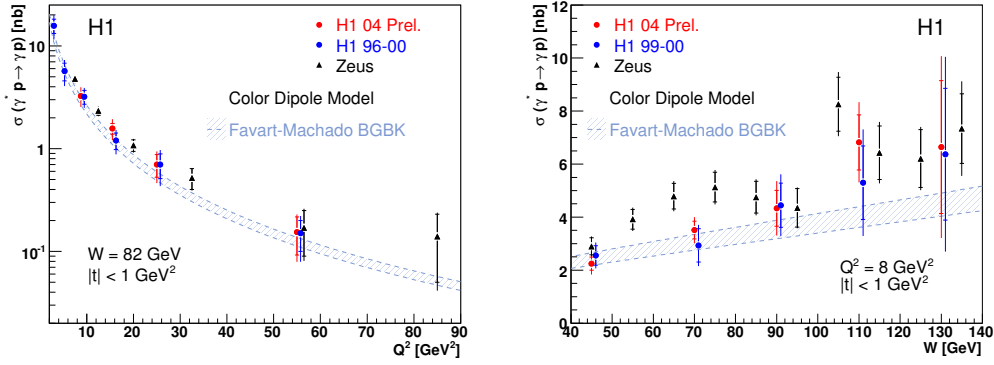 H1
H1 04 Prel.
H1 96-00
Zeus
Color Dipole Model
Favart-Machado BGBK
W = 82 GeV
|t| < 1 GeV²
σ (γ* p → γ p) [nb]
10
1
10⁻¹
10 20 30 40 50 60 70 80 90
Q² [GeV²]
H1
H1 04 Prel.
H1 99-00
Zeus
Color Dipole Model
Favart-Machado BGBK
Q² = 8 GeV²
|t| < 1 GeV²
σ (γ* p → γ p) [nb]
12
10
8
6
4
2
0
40 50 60 70 80 90 100 110 120 130 140
W [GeV]